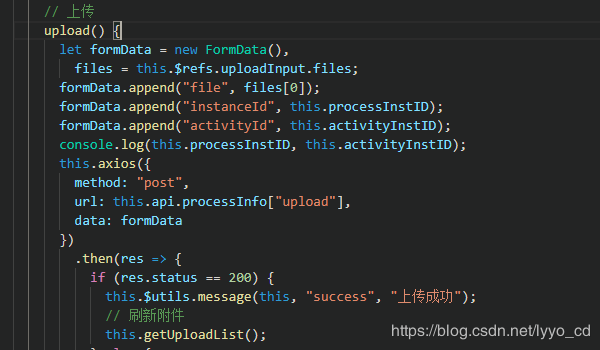 // 上传
upload() {
let formData = new FormData(),
files = this.$refs.uploadInput.files;
formData.append("file", files[0]);
formData.append("instanceId", this.processInstID);
formData.append("activityId", this.activityInstID);
console.log(this.processInstID, this.activityInstID);
this.axios({
method: "post",
url: this.api.processInfo["upload"],
data: formData
})
.then(res => {
if (res.status == 200) {
this.$utils.message(this, "success", "上传成功");
// 刷新附件
this.getUploadList();
https://blog.csdn.net/lyyo_cd